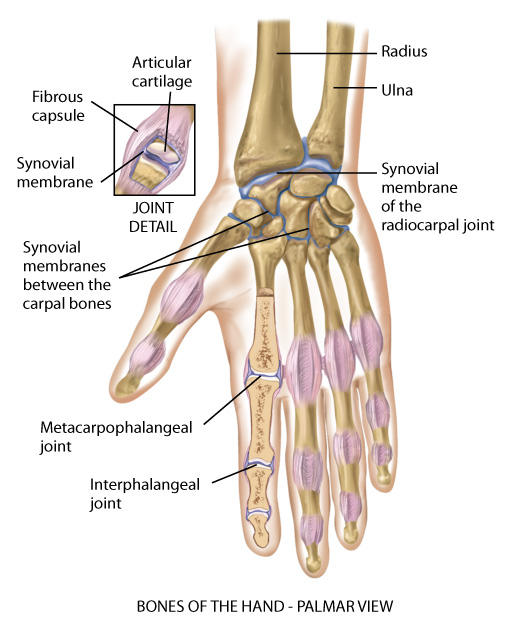 Articular
cartilage
Fibrous
capsule
Synovial
membrane
JOINT
DETAIL
Radius
Ulna
Synovial
membrane
of the
radiocarpal joint
Synovial
membranes
between the
carpal bones
Metacarpophalangeal
joint
Interphalangeal
joint
BONES OF THE HAND - PALMAR VIEW